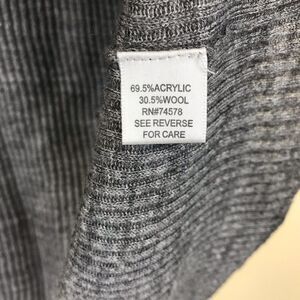 69.5%ACRYLIC
30.5%WOOL
RN#74578
SEE REVERSE
FOR CARE